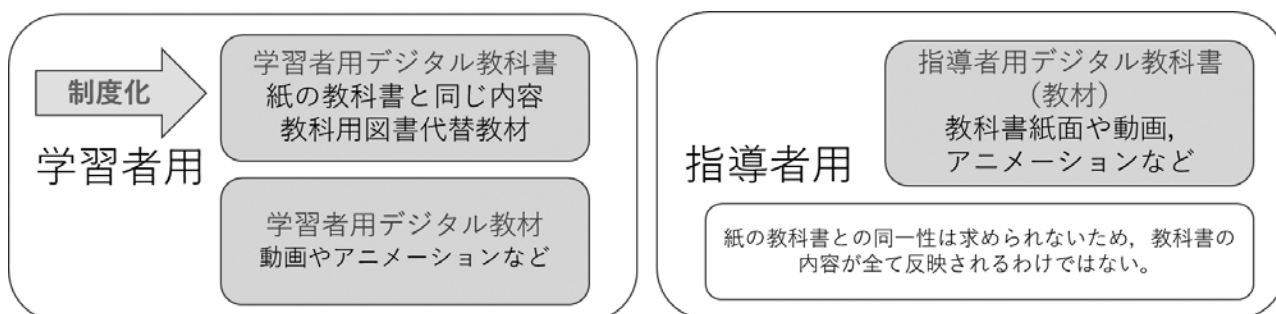 制度化
学習者用
学習者用デジタル教科書
紙の教科書と同じ内容
教科用図書代替教材
学習者用デジタル教材
動画やアニメーションなど
指導者用
指導者用デジタル教科書
（教材）
教科書紙面や動画，
アニメーションなど
紙の教科書との同一性は求められないため，教科書の
内容が全て反映されるわけではない。